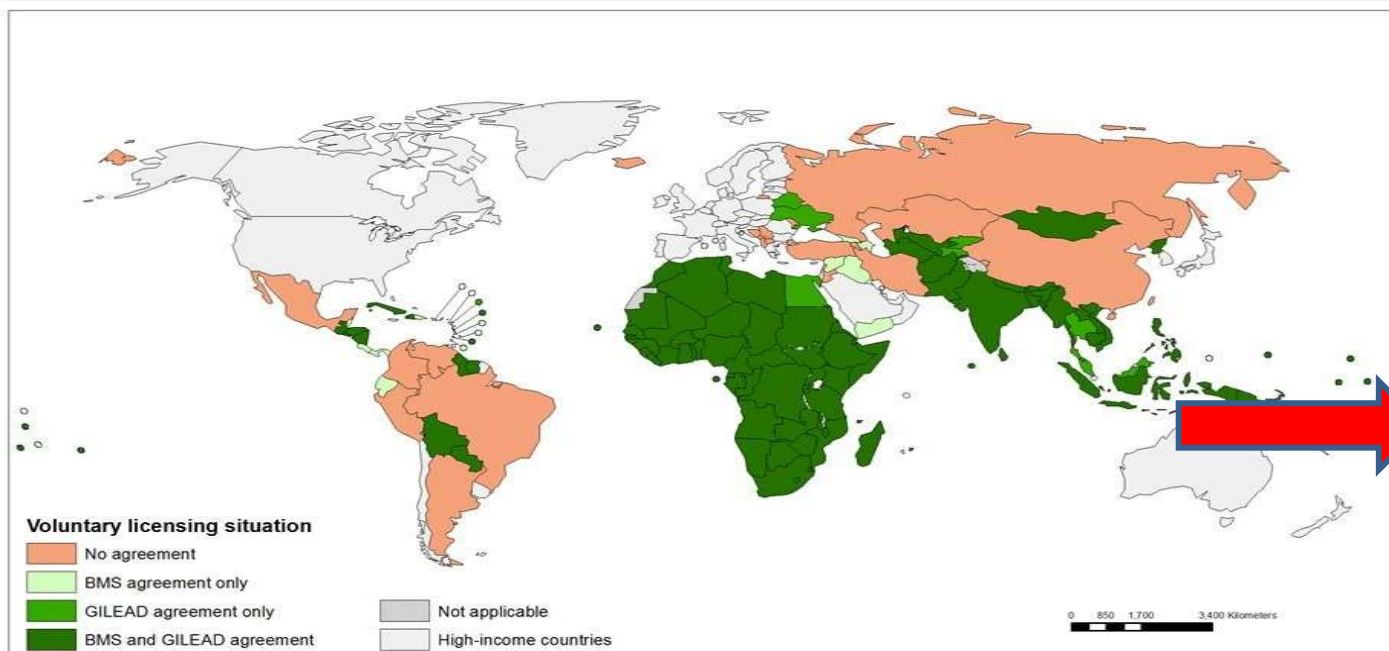 Voluntary licensing situation
No agreement
BMS agreement only
GILEAD agreement only
BMS and GILEAD agreement
Not applicable
High-income countries
0 850 1,700 3,400 Kilometers